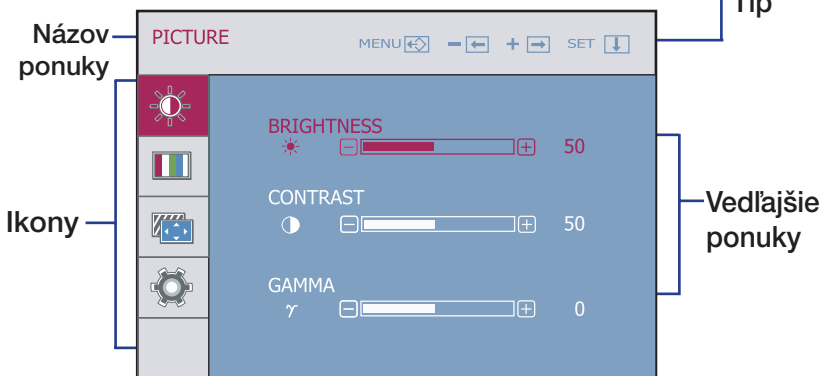 Tip
Názov
ponuky
PICTURE MENU - + SET
BRIGHTNESS
50
CONTRAST
50
Ikony
Vedľajšie
ponuky
GAMMA
γ 0